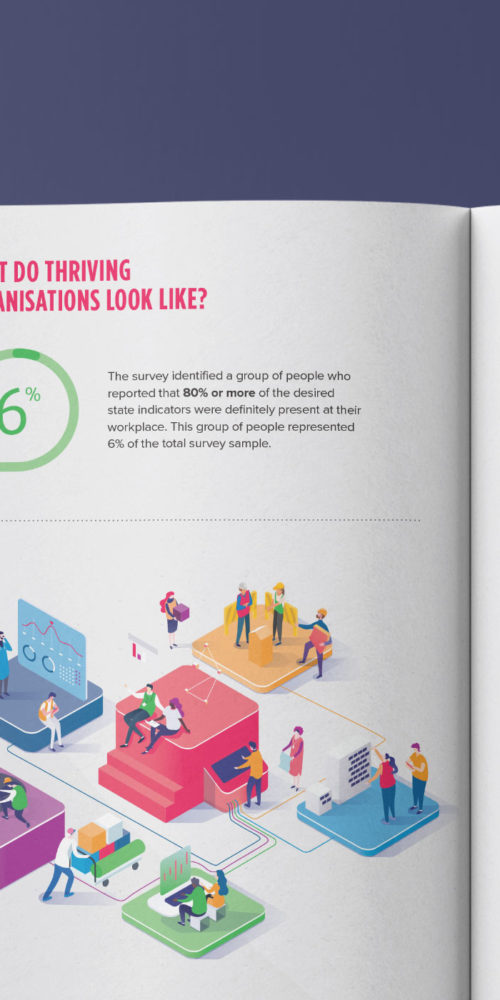 T DO THRIVING
ANISATIONS LOOK LIKE?
6%
The survey identified a group of people who
reported that 80% or more of the desired
state indicators were definitely present at their
workplace. This group of people represented
6% of the total survey sample.